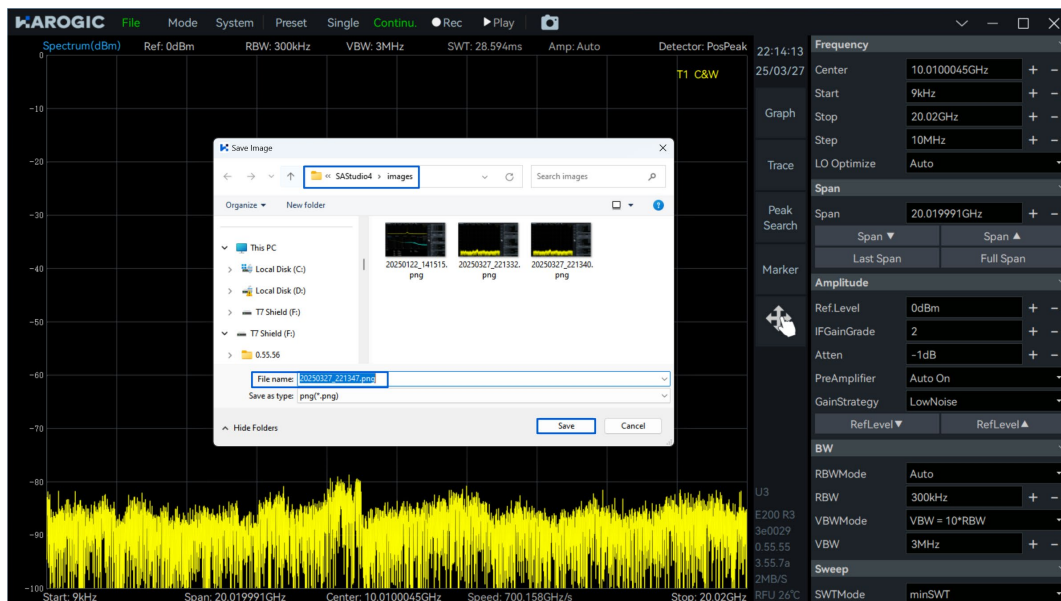 HAROGIC File Mode System Preset Single Continu. Rec Play
Spectrum(dBm) Ref: 0dBm RBW: 300kHz VBW: 3MHz SWT: 28.594ms Amp: Auto Detector: PosPeak
T1 C&W
0
-10
-20
-30
-40
-50
-60
-70
-80
-90
-100
Start: 9kHz Span: 20.019991GHz Center: 10.0100045GHz Speed: 700.158GHz/s Stop: 20.02GHz
Save Image
« SAStudio4 › images
Search images
Organize
New folder
This PC
Local Disk (C:)
Local Disk (D:)
T7 Shield (F:)
T7 Shield (F:)
0.55.56
20250122_141515.
png
20250327_221332.
png
20250327_221340.
png
File name: 20250327_221347.png
Save as type: png(*.png)
Hide Folders
Save
Cancel
22:14:13
25/03/27
Graph
Trace
Peak
Search
Marker
U3
E200 R3
3e0029
0.55.55
3.55.7a
2MB/S
RFU 26°C
Frequency
Center 10.0100045GHz + -
Start 9kHz + -
Stop 20.02GHz + -
Step 10MHz + -
LO Optimize Auto
Span
Span 20.019991GHz + -
Span ▼ Span ▲
Last Span Full Span
Amplitude
Ref.Level 0dBm + -
IFGainGrade 2 + -
Atten -1dB + -
PreAmplifier Auto On
GainStrategy LowNoise
RefLevel▼ RefLevel▲
BW
RBWMode Auto
RBW 300kHz + -
VBWMode VBW = 10*RBW
VBW 3MHz + -
Sweep
SWTMode minSWT